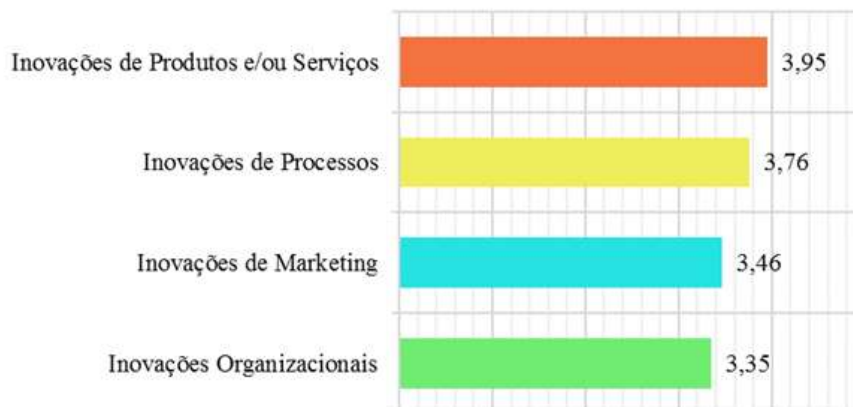 Inovações de Produtos e/ou Serviços 3,95
Inovações de Processos 3,76
Inovações de Marketing 3,46
Inovações Organizacionais 3,35